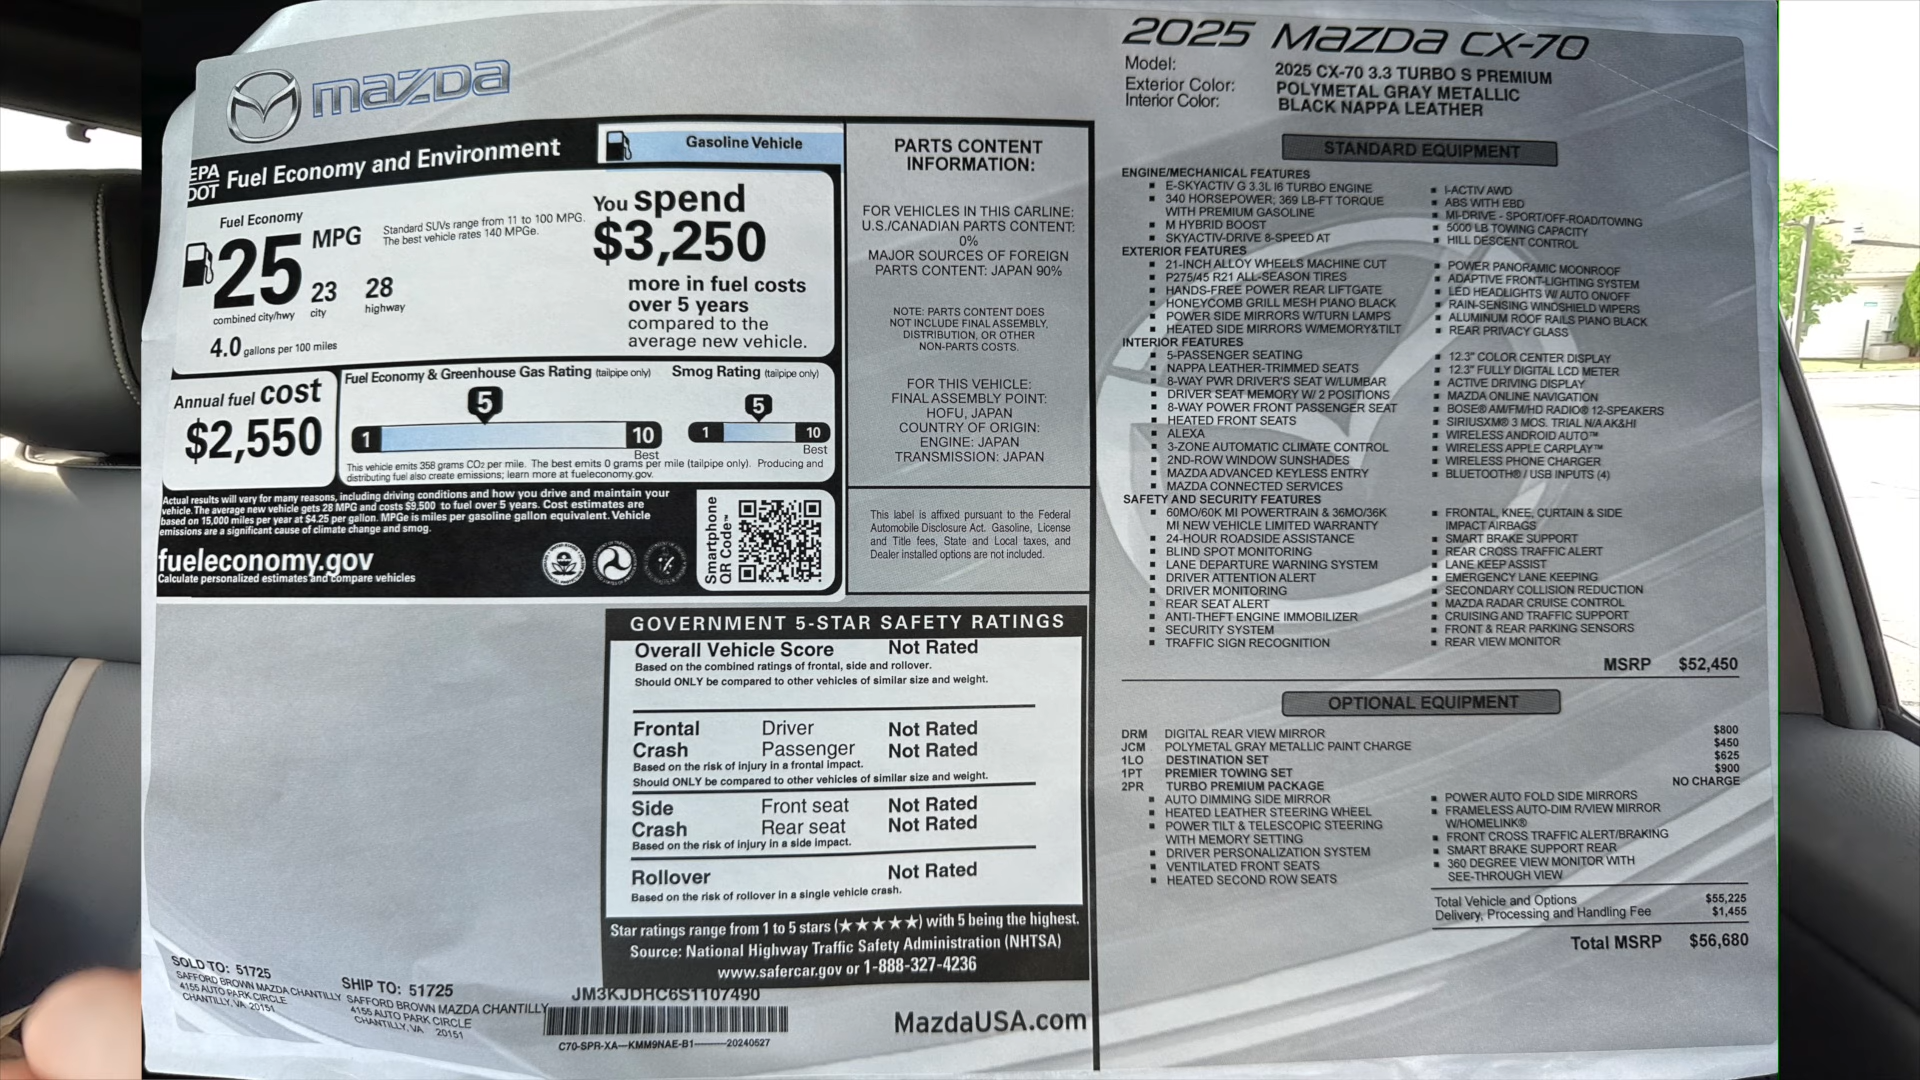 mazda
EPA
DOT
Fuel Economy and Environment
Gasoline Vehicle
Fuel Economy
25 MPG
combined city/hwy
23
city
28
highway
4.0 gallons per 100 miles
Standard SUVs range from 11 to 100 MPG.
The best vehicle rates 140 MPGe.
You spend
$3,250
more in fuel costs
over 5 years
compared to the
average new vehicle.
Annual fuel cost
$2,550
Fuel Economy & Greenhouse Gas Rating (tailpipe only)
5
1
10
Best
Smog Rating (tailpipe only)
5
1
10
Best
This vehicle emits 358 grams CO2 per mile. The best emits 0 grams per mile (tailpipe only). Producing and
distributing fuel also create emissions; learn more at fueleconomy.gov.
Actual results will vary for many reasons, including driving conditions and how you drive and maintain your
vehicle. The average new vehicle gets 28 MPG and costs $9,500 to fuel over 5 years. Cost estimates are
based on 15,000 miles per year at $4.25 per gallon. MPGe is miles per gasoline gallon equivalent. Vehicle
emissions are a significant cause of climate change and smog.
fueleconomy.gov
Calculate personalized estimates and compare vehicles
Smartphone
QR Code™
PARTS CONTENT
INFORMATION:
FOR VEHICLES IN THIS CARLINE:
U.S./CANADIAN PARTS CONTENT:
0%
MAJOR SOURCES OF FOREIGN
PARTS CONTENT: JAPAN 90%
NOTE: PARTS CONTENT DOES
NOT INCLUDE FINAL ASSEMBLY,
DISTRIBUTION, OR OTHER
NON-PARTS COSTS.
FOR THIS VEHICLE:
FINAL ASSEMBLY POINT:
HOFU, JAPAN
COUNTRY OF ORIGIN:
ENGINE: JAPAN
TRANSMISSION: JAPAN
This label is affixed pursuant to the Federal
Automobile Disclosure Act. Gasoline, License
and Title fees, State and Local taxes, and
Dealer installed options are not included.
GOVERNMENT 5-STAR SAFETY RATINGS
Overall Vehicle Score Not Rated
Based on the combined ratings of frontal, side and rollover.
Should ONLY be compared to other vehicles of similar size and weight.
Frontal Driver Not Rated
Crash Passenger Not Rated
Based on the risk of injury in a frontal impact.
Should ONLY be compared to other vehicles of similar size and weight.
Side Front seat Not Rated
Crash Rear seat Not Rated
Based on the risk of injury in a side impact.
Rollover Not Rated
Based on the risk of rollover in a single vehicle crash.
Star ratings range from 1 to 5 stars (★★★★★) with 5 being the highest.
Source: National Highway Traffic Safety Administration (NHTSA)
www.safercar.gov or 1-888-327-4236
SOLD TO: 51725
SAFFORD BROWN MAZDA CHANTILLY
4155 AUTO PARK CIRCLE
CHANTILLY, VA 20151
SHIP TO: 51725
SAFFORD BROWN MAZDA CHANTILLY
4155 AUTO PARK CIRCLE
CHANTILLY, VA 20151
JM3KJDHC6S1107490
C70-SPR-XA—KMM9NAE-B1———20240627
MazdaUSA.com
2025 MAZDA CX-70
Model: 2025 CX-70 3.3 TURBO S PREMIUM
Exterior Color: POLYMETAL GRAY METALLIC
Interior Color: BLACK NAPPA LEATHER
STANDARD EQUIPMENT
ENGINE/MECHANICAL FEATURES
▪ E-SKYACTIV G 3.3L I6 TURBO ENGINE
▪ 340 HORSEPOWER; 369 LB-FT TORQUE
WITH PREMIUM GASOLINE
▪ M HYBRID BOOST
▪ SKYACTIV-DRIVE 8-SPEED AT
▪ I-ACTIV AWD
▪ ABS WITH EBD
▪ MI-DRIVE - SPORT/OFF-ROAD/TOWING
▪ 5000 LB TOWING CAPACITY
▪ HILL DESCENT CONTROL
EXTERIOR FEATURES
▪ 21-INCH ALLOY WHEELS MACHINE CUT
▪ P275/45 R21 ALL-SEASON TIRES
▪ HANDS-FREE POWER REAR LIFTGATE
▪ HONEYCOMB GRILL MESH PIANO BLACK
▪ POWER SIDE MIRRORS W/TURN LAMPS
▪ HEATED SIDE MIRRORS W/MEMORY&TILT
▪ POWER PANORAMIC MOONROOF
▪ ADAPTIVE FRONT-LIGHTING SYSTEM
▪ LED HEADLIGHTS W/ AUTO ON/OFF
▪ RAIN-SENSING WINDSHIELD WIPERS
▪ ALUMINUM ROOF RAILS PIANO BLACK
▪ REAR PRIVACY GLASS
INTERIOR FEATURES
▪ 5-PASSENGER SEATING
▪ NAPPA LEATHER-TRIMMED SEATS
▪ 8-WAY PWR DRIVER'S SEAT W/LUMBAR
▪ DRIVER SEAT MEMORY W/ 2 POSITIONS
▪ 8-WAY POWER FRONT PASSENGER SEAT
▪ HEATED FRONT SEATS
▪ ALEXA
▪ 3-ZONE AUTOMATIC CLIMATE CONTROL
▪ 2ND-ROW WINDOW SUNSHADES
▪ MAZDA ADVANCED KEYLESS ENTRY
▪ MAZDA CONNECTED SERVICES
▪ 12.3" COLOR CENTER DISPLAY
▪ 12.3" FULLY DIGITAL LCD METER
▪ ACTIVE DRIVING DISPLAY
▪ MAZDA ONLINE NAVIGATION
▪ BOSE® AM/FM/HD RADIO® 12-SPEAKERS
▪ SIRIUSXM® 3 MOS. TRIAL N/A AK&HI
▪ WIRELESS ANDROID AUTO™
▪ WIRELESS APPLE CARPLAY™
▪ WIRELESS PHONE CHARGER
▪ BLUETOOTH® / USB INPUTS (4)
SAFETY AND SECURITY FEATURES
▪ 60MO/60K MI POWERTRAIN & 36MO/36K
MI NEW VEHICLE LIMITED WARRANTY
▪ 24-HOUR ROADSIDE ASSISTANCE
▪ BLIND SPOT MONITORING
▪ LANE DEPARTURE WARNING SYSTEM
▪ DRIVER ATTENTION ALERT
▪ DRIVER MONITORING
▪ REAR SEAT ALERT
▪ ANTI-THEFT ENGINE IMMOBILIZER
▪ SECURITY SYSTEM
▪ TRAFFIC SIGN RECOGNITION
▪ FRONTAL, KNEE, CURTAIN & SIDE
IMPACT AIRBAGS
▪ SMART BRAKE SUPPORT
▪ REAR CROSS TRAFFIC ALERT
▪ LANE KEEP ASSIST
▪ EMERGENCY LANE KEEPING
▪ SECONDARY COLLISION REDUCTION
▪ MAZDA RADAR CRUISE CONTROL
▪ CRUISING AND TRAFFIC SUPPORT
▪ FRONT & REAR PARKING SENSORS
▪ REAR VIEW MONITOR
MSRP $52,450
OPTIONAL EQUIPMENT
DRM DIGITAL REAR VIEW MIRROR $800
JCM POLYMETAL GRAY METALLIC PAINT CHARGE $450
1LO DESTINATION SET $625
1PT PREMIER TOWING SET $900
2PR TURBO PREMIUM PACKAGE NO CHARGE
▪ AUTO DIMMING SIDE MIRROR
▪ HEATED LEATHER STEERING WHEEL
▪ POWER TILT & TELESCOPIC STEERING
WITH MEMORY SETTING
▪ DRIVER PERSONALIZATION SYSTEM
▪ VENTILATED FRONT SEATS
▪ HEATED SECOND ROW SEATS
▪ POWER AUTO FOLD SIDE MIRRORS
▪ FRAMELESS AUTO-DIM R/VIEW MIRROR
W/HOMELINK®
▪ FRONT CROSS TRAFFIC ALERT/BRAKING
▪ SMART BRAKE SUPPORT REAR
▪ 360 DEGREE VIEW MONITOR WITH
SEE-THROUGH VIEW
Total Vehicle and Options $55,225
Delivery, Processing and Handling Fee $1,455
Total MSRP $56,680